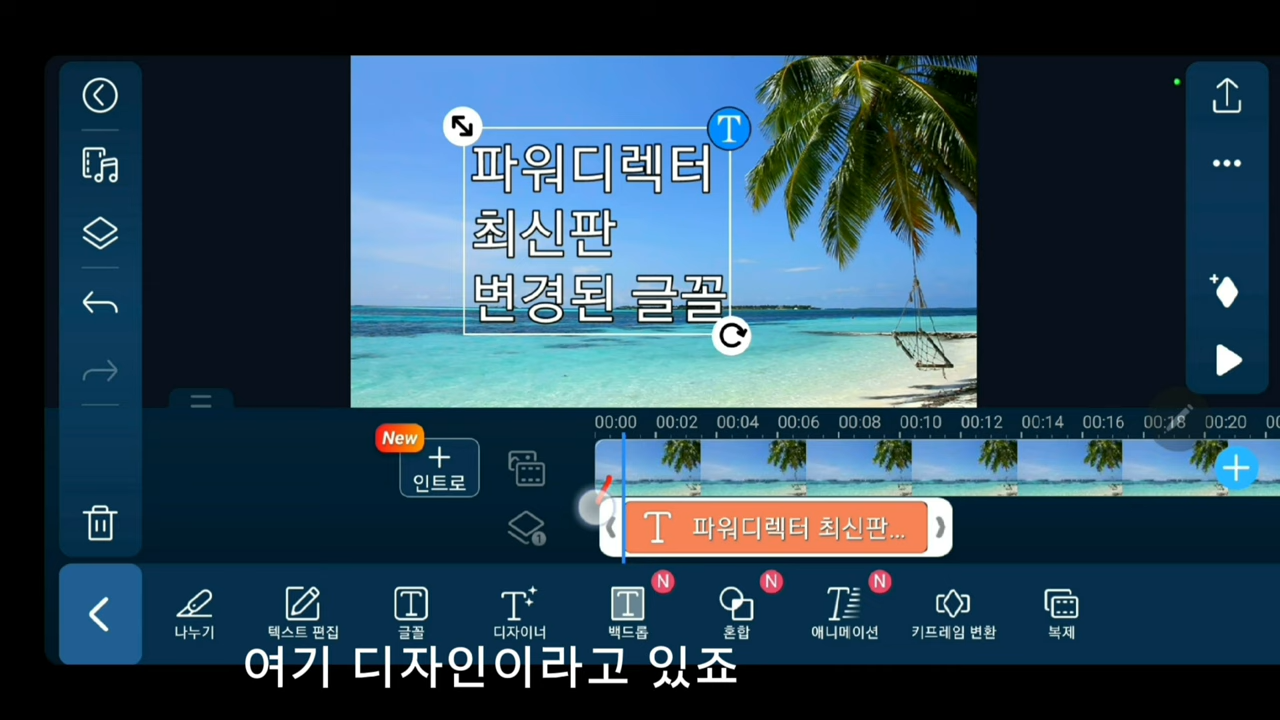 파워디렉터
최신판
변경된 글꼴
00:00 00:02 00:04 00:06 00:08 00:10 00:12 00:14 00:16 00:18 00:20
New
인트로
1
파워디렉터 최신판...
N N N
나누기 텍스트 편집 글꼴 디자이너 백드롭 혼합 애니메이션 키프레임 변환 복제
여기 디자인이라고 있죠